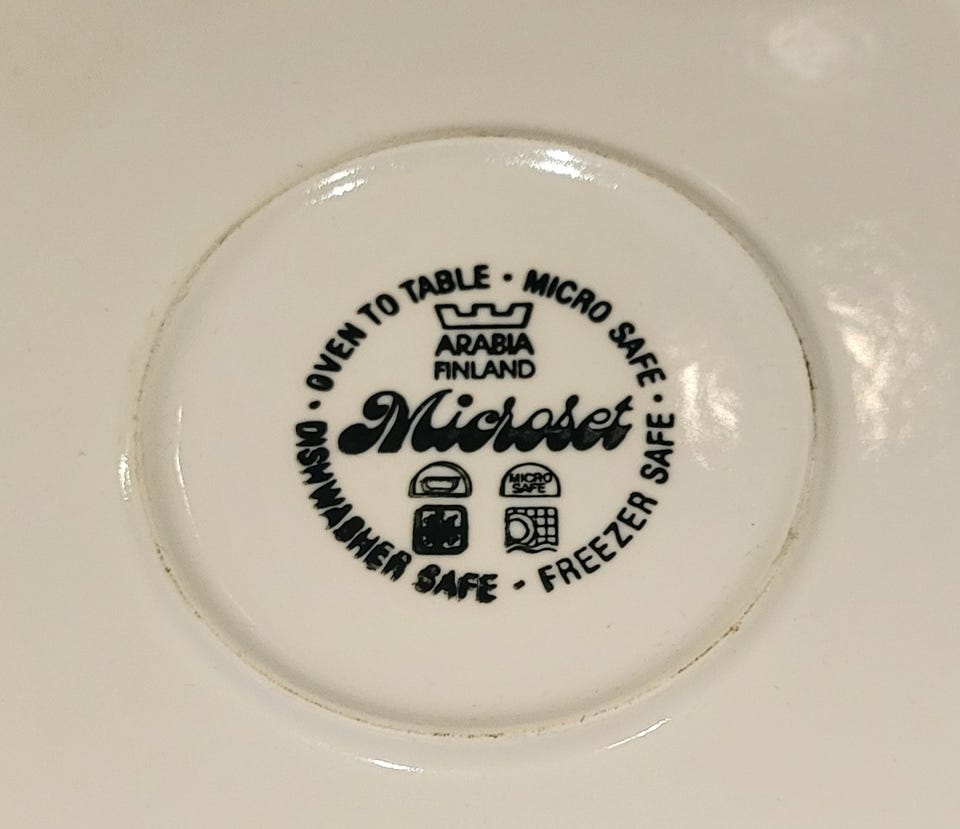 OVEN TO TABLE · MICRO SAFE · FREEZER SAFE · DISHWASHER SAFE ·
ARABIA
FINLAND
Microset
MICRO
SAFE